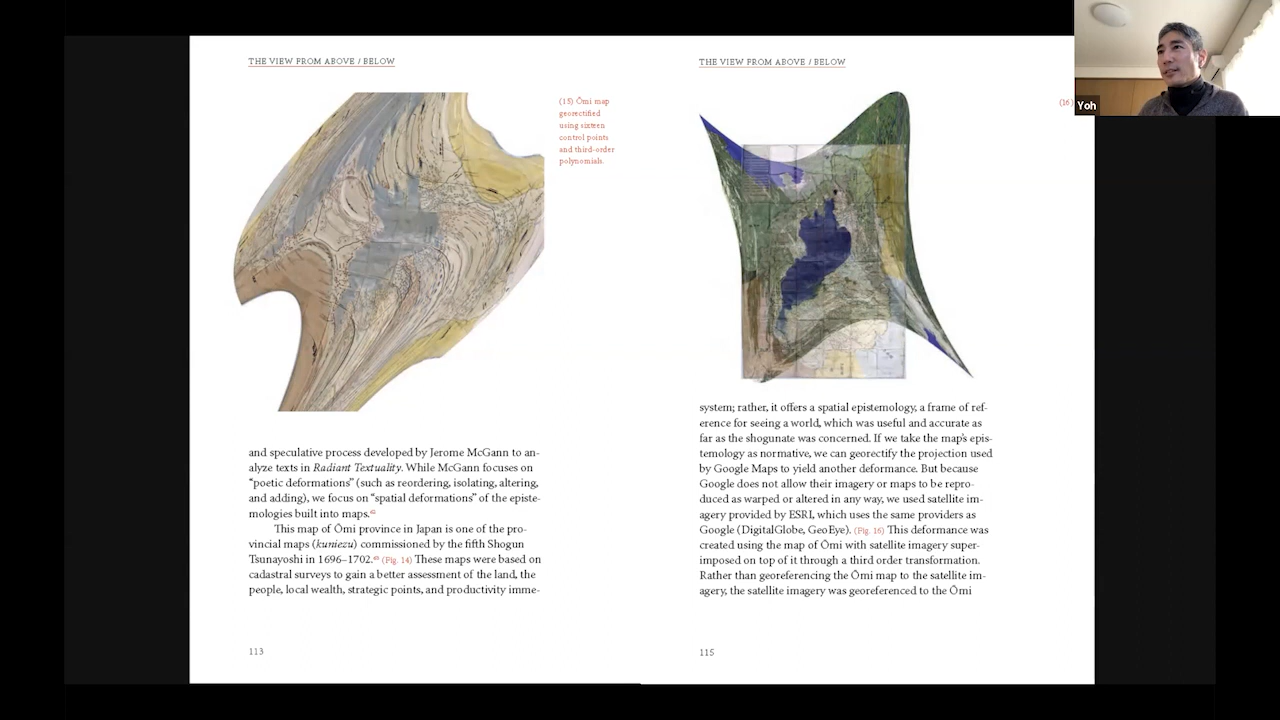 THE VIEW FROM ABOVE / BELOW
(15) Ōmi map
georectified
using sixteen
control points
and third-order
polynomials.
and speculative process developed by Jerome McGann to an-
alyze texts in Radiant Textuality. While McGann focuses on
“poetic deformations” (such as reordering, isolating, altering,
and adding), we focus on “spatial deformations” of the episte-
mologies built into maps.
This map of Ōmi province in Japan is one of the pro-
vincial maps (kuniezu) commissioned by the fifth Shogun
Tsunayoshi in 1696–1702. (Fig. 14) These maps were based on
cadastral surveys to gain a better assessment of the land, the
people, local wealth, strategic points, and productivity imme-
113
THE VIEW FROM ABOVE / BELOW
(16)
system; rather, it offers a spatial epistemology, a frame of ref-
erence for seeing a world, which was useful and accurate as
far as the shogunate was concerned. If we take the map’s epis-
temology as normative, we can georectify the projection used
by Google Maps to yield another deformance. But because
Google does not allow their imagery or maps to be repro-
duced as warped or altered in any way, we used satellite im-
agery provided by ESRI, which uses the same providers as
Google (DigitalGlobe, GeoEye). (Fig. 16) This deformance was
created using the map of Ōmi with satellite imagery super-
imposed on top of it through a third order transformation.
Rather than georeferencing the Ōmi map to the satellite im-
agery, the satellite imagery was georeferenced to the Ōmi
115
Yoh